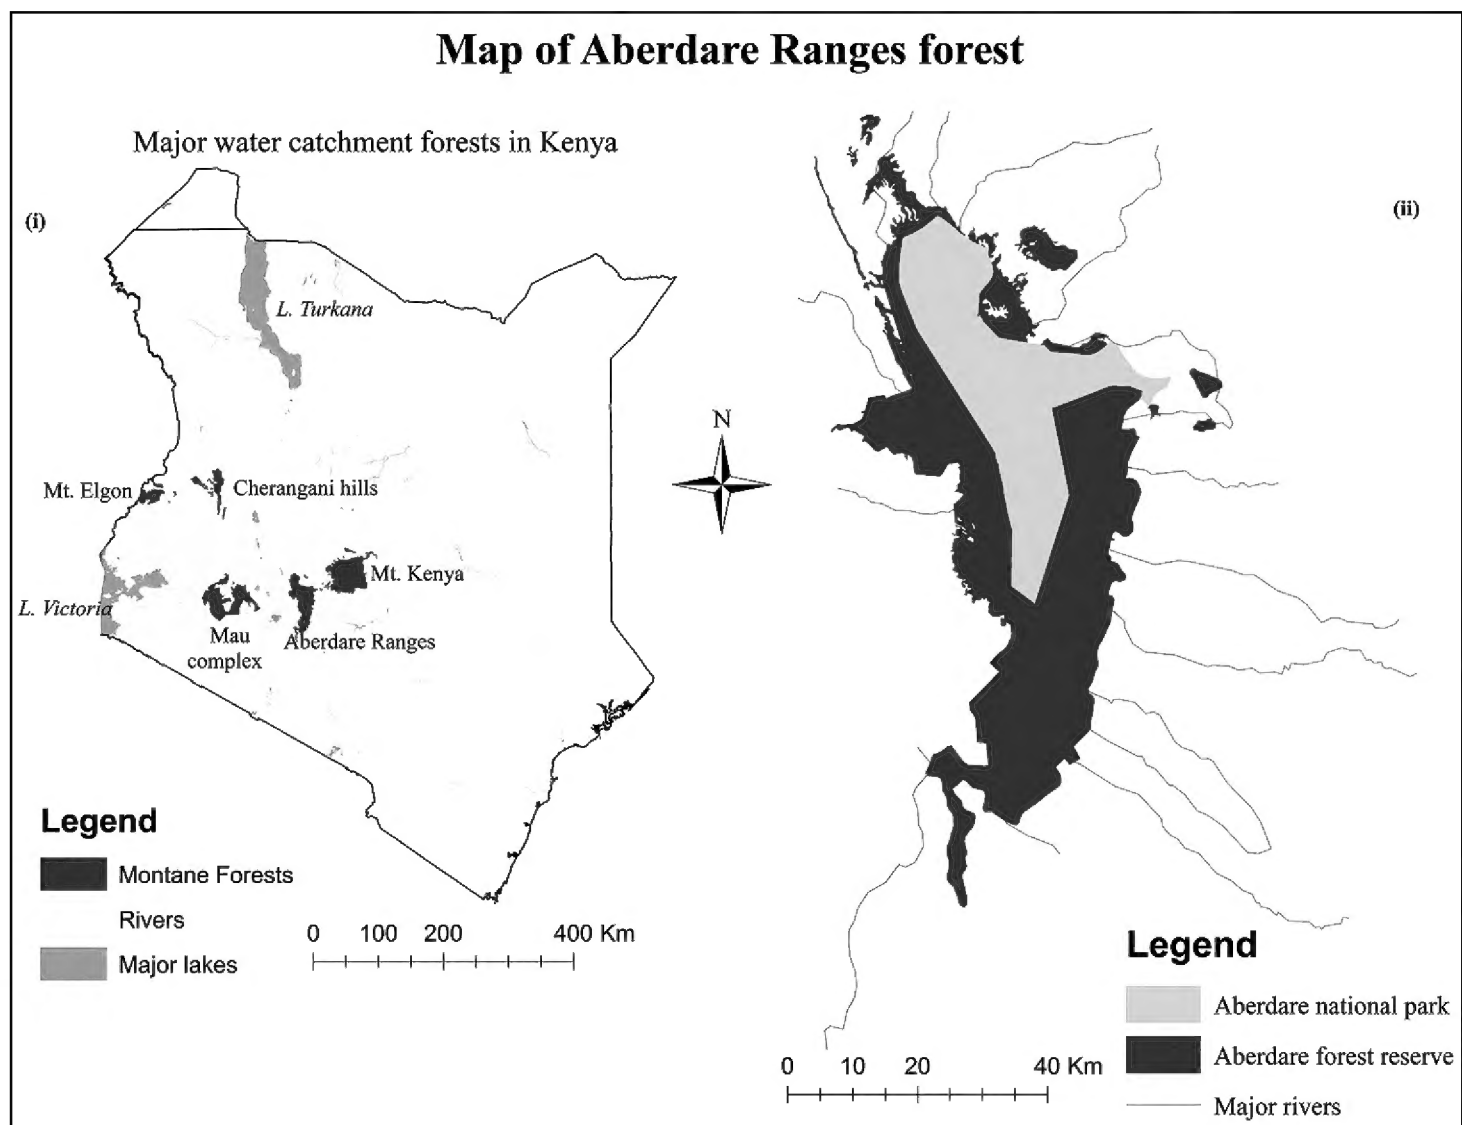 Map of Aberdare Ranges forest
Major water catchment forests in Kenya
(i)
(ii)
L. Turkana
N
Mt. Elgon
Cherangani hills
Mt. Kenya
L. Victoria
Mau
complex
Aberdare Ranges
Legend
Montane Forests
Rivers
Major lakes
0 100 200 400 Km
Legend
Aberdare national park
Aberdare forest reserve
Major rivers
0 10 20 40 Km